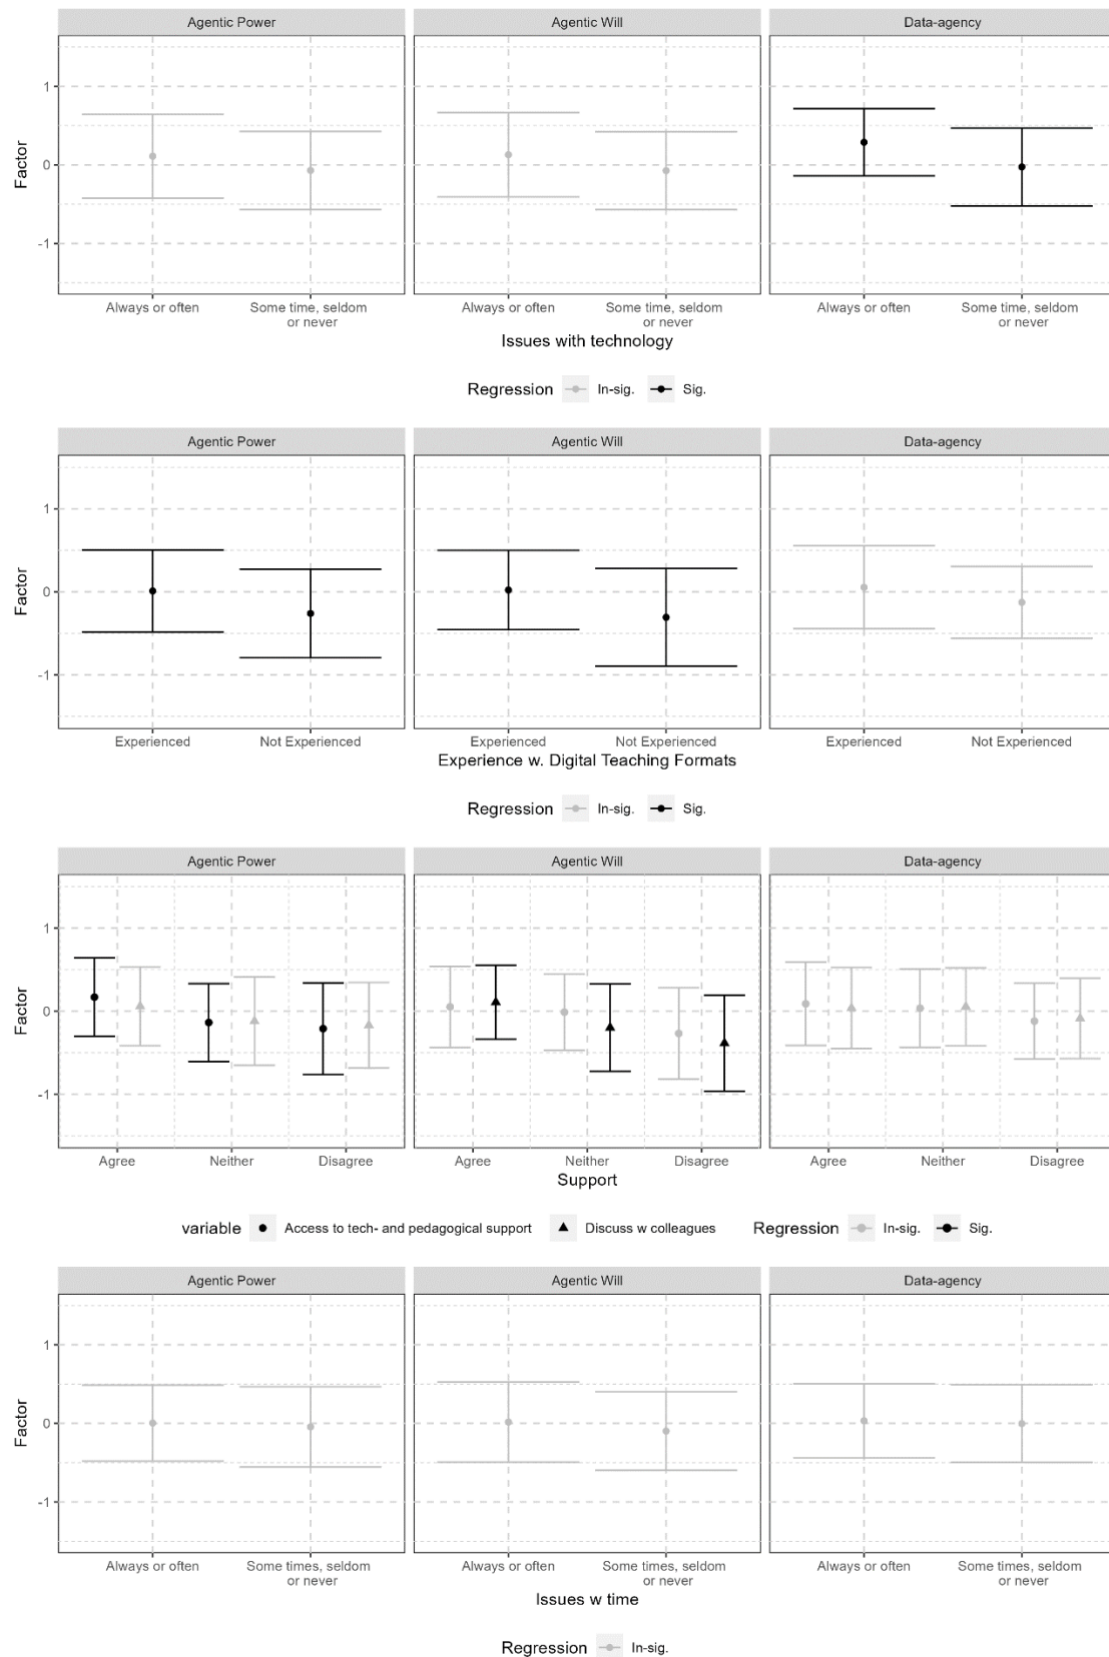 Agentic Power Agentic Will Data-agency
Factor
1
0
-1
Always or often Some time, seldom or never Always or often Some time, seldom or never Always or often Some time, seldom or never
Issues with technology
Regression In-sig. Sig.
Agentic Power Agentic Will Data-agency
Factor
1
0
-1
Experienced Not Experienced Experienced Not Experienced Experienced Not Experienced
Experience w. Digital Teaching Formats
Regression In-sig. Sig.
Agentic Power Agentic Will Data-agency
Factor
1
0
-1
Agree Neither Disagree Agree Neither Disagree Agree Neither Disagree
Support
variable Access to tech- and pedagogical support Discuss w colleagues Regression In-sig. Sig.
Agentic Power Agentic Will Data-agency
Factor
1
0
-1
Always or often Some times, seldom or never Always or often Some times, seldom or never Always or often Some times, seldom or never
Issues w time
Regression In-sig.